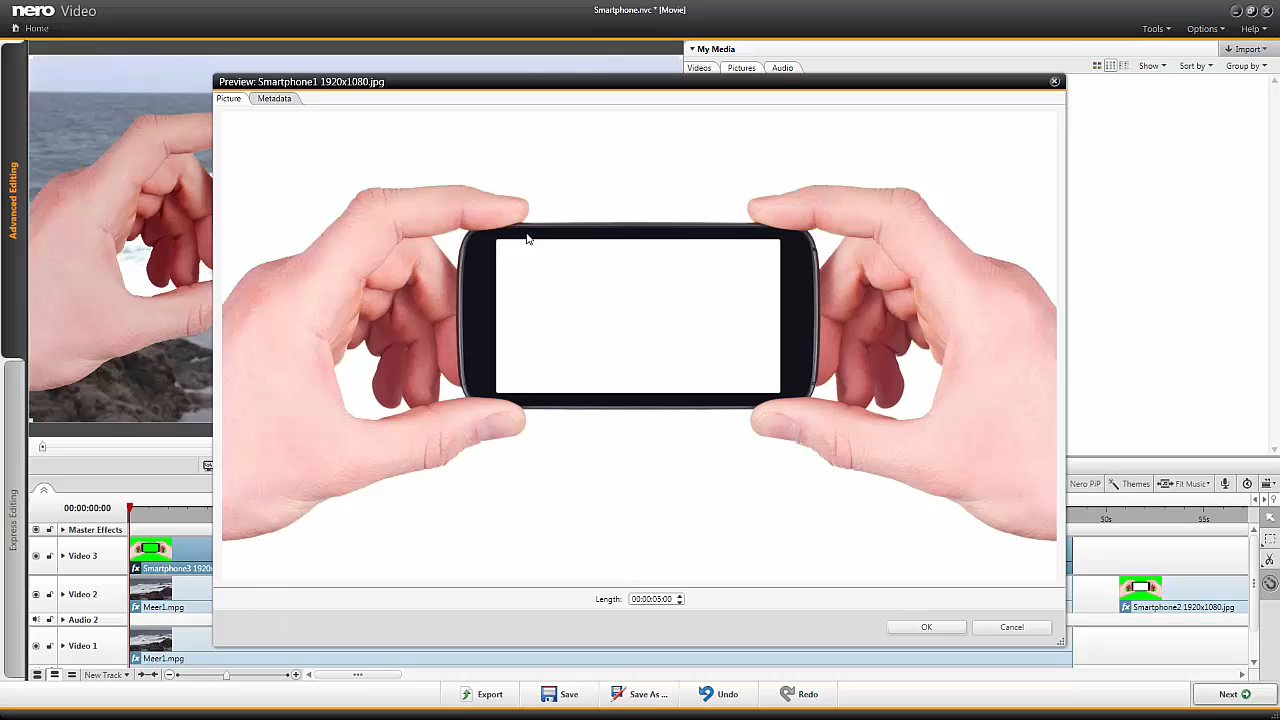 nero Video
Smartphone.nvc * [Movie]
Home
Tools
Options
Help
My Media
Import
Videos
Pictures
Audio
Show
Sort by
Group by
Preview: Smartphone1 1920x1080.jpg
Picture
Metadata
Advanced Editing
Express Editing
Length: 00:00:05:00
OK
Cancel
Nero PiP
Themes
Fit Music
00:00:00:00
50s
55s
Master Effects
Video 3
Smartphone3 1920
Video 2
Meer1.mpg
Smartphone2 1920x1080.jpg
Audio 2
Video 1
Meer1.mpg
New Track
Export
Save
Save As ...
Undo
Redo
Next